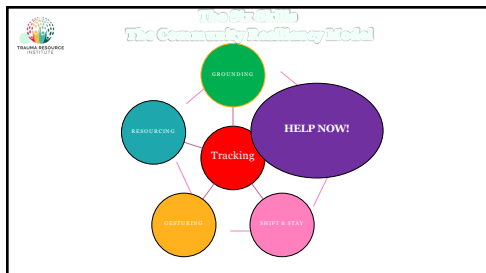 The Six Skills
The Community Resiliency Model
TRAUMA RESOURCE
INSTITUTE
GROUNDING
HELP NOW!
RESOURCING
Tracking
GESTURING
SHIFT & STAY